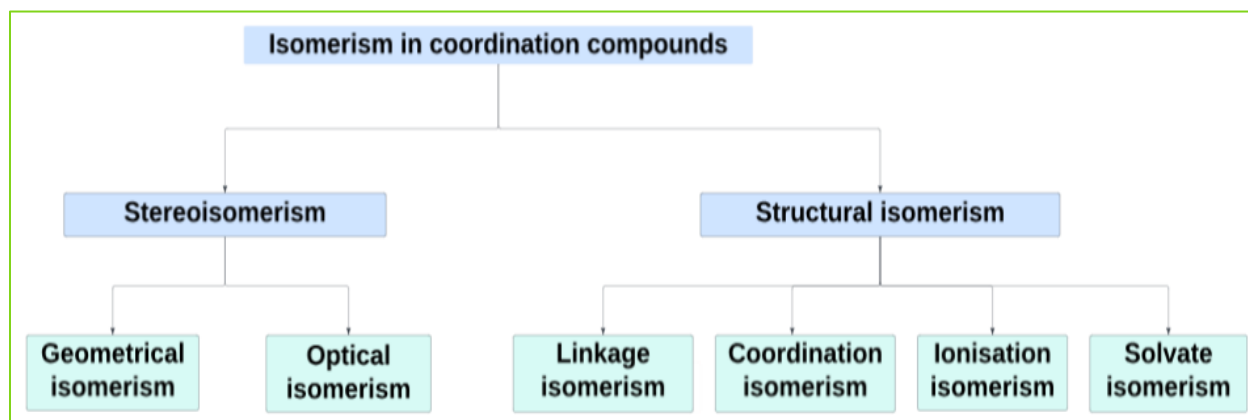 Isomerism in coordination compounds
Stereoisomerism
Structural isomerism
Geometrical
isomerism
Optical
isomerism
Linkage
isomerism
Coordination
isomerism
Ionisation
isomerism
Solvate
isomerism